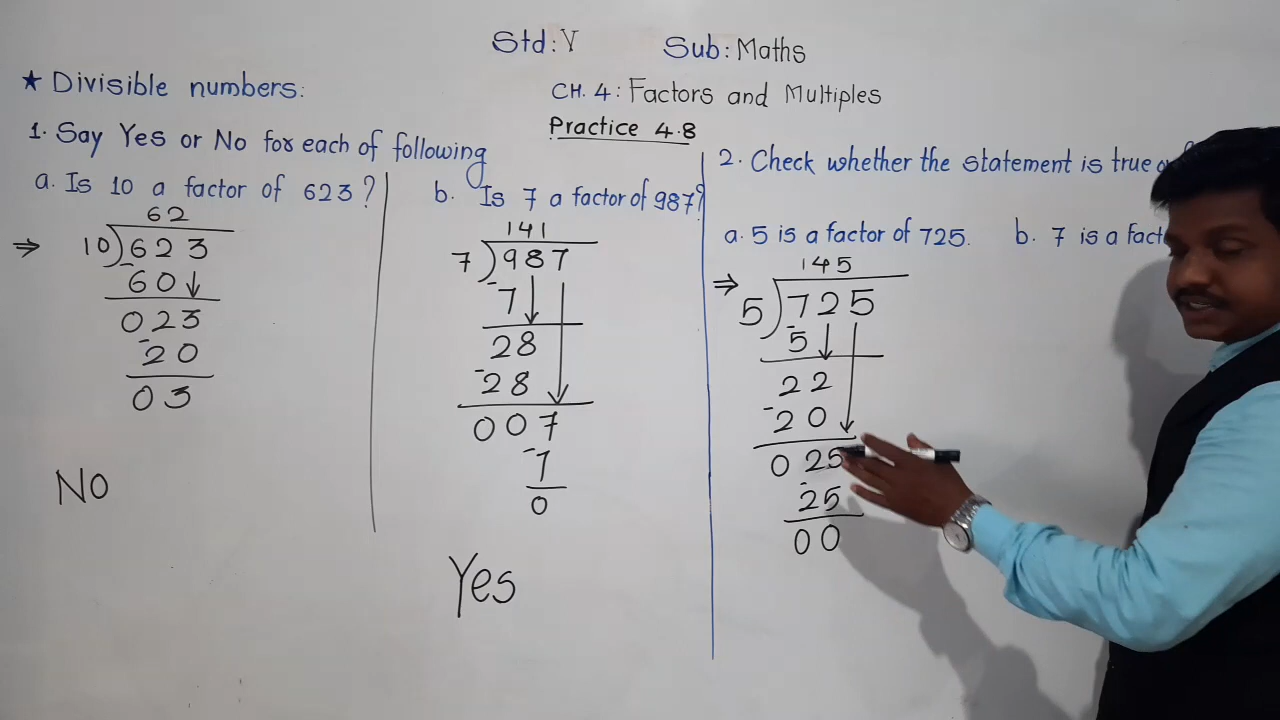 Std: V Sub: Maths
★ Divisible numbers:
CH. 4: Factors and Multiples
Practice 4.8
1. Say Yes or No for each of following
a. Is 10 a factor of 623?
62
⇒ 10)623
-60↓
023
-20
03
NO
b. Is 7 a factor of 987?
141
7)987
-7↓
28
-28
007
-7
0
Yes
2. Check whether the statement is true
a. 5 is a factor of 725.
145
⇒ 5)725
-5↓
22
-20
025
-25
00
b. 7 is a